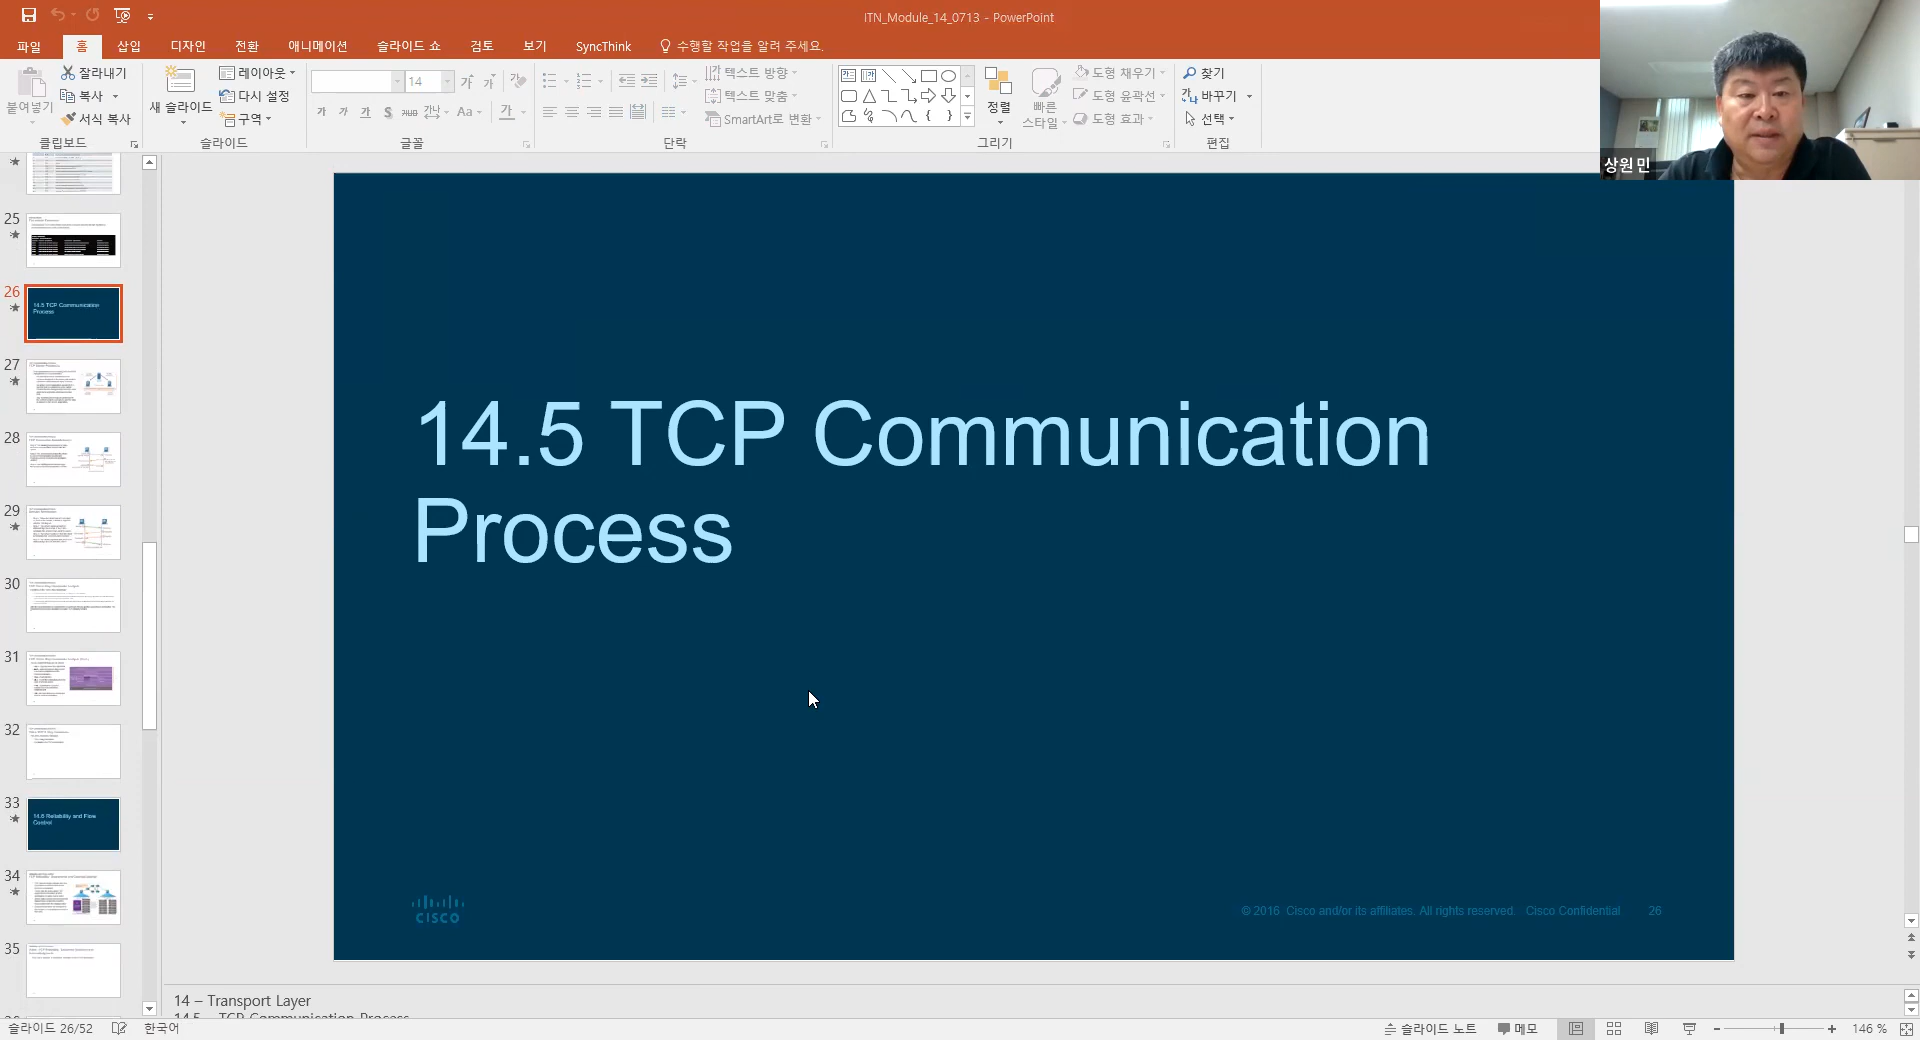 ITN_Module_14_0713 - PowerPoint
파일
홈
삽입
디자인
전환
애니메이션
슬라이드 쇼
검토
보기
SyncThink
수행할 작업을 알려 주세요.
붙여넣기
잘라내기
복사
서식 복사
클립보드
새 슬라이드
레이아웃
다시 설정
구역
슬라이드
14
가 가 가 S abc 간 Aa 가
글꼴
텍스트 방향
텍스트 맞춤
SmartArt로 변환
단락
정렬
빠른
스타일
도형 채우기
도형 윤곽선
도형 효과
그리기
찾기
바꾸기
선택
편집
상원민
25
26
14.5 TCP Communication
Process
27
28
29
30
31
32
33
14.6 Reliability and Flow
Control
34
35
14.5 TCP Communication
Process
CISCO
© 2016 Cisco and/or its affiliates. All rights reserved. Cisco Confidential 26
14 – Transport Layer
14.5 – TCP Communication Process
슬라이드 26/52
한국어
슬라이드 노트
메모
146 %